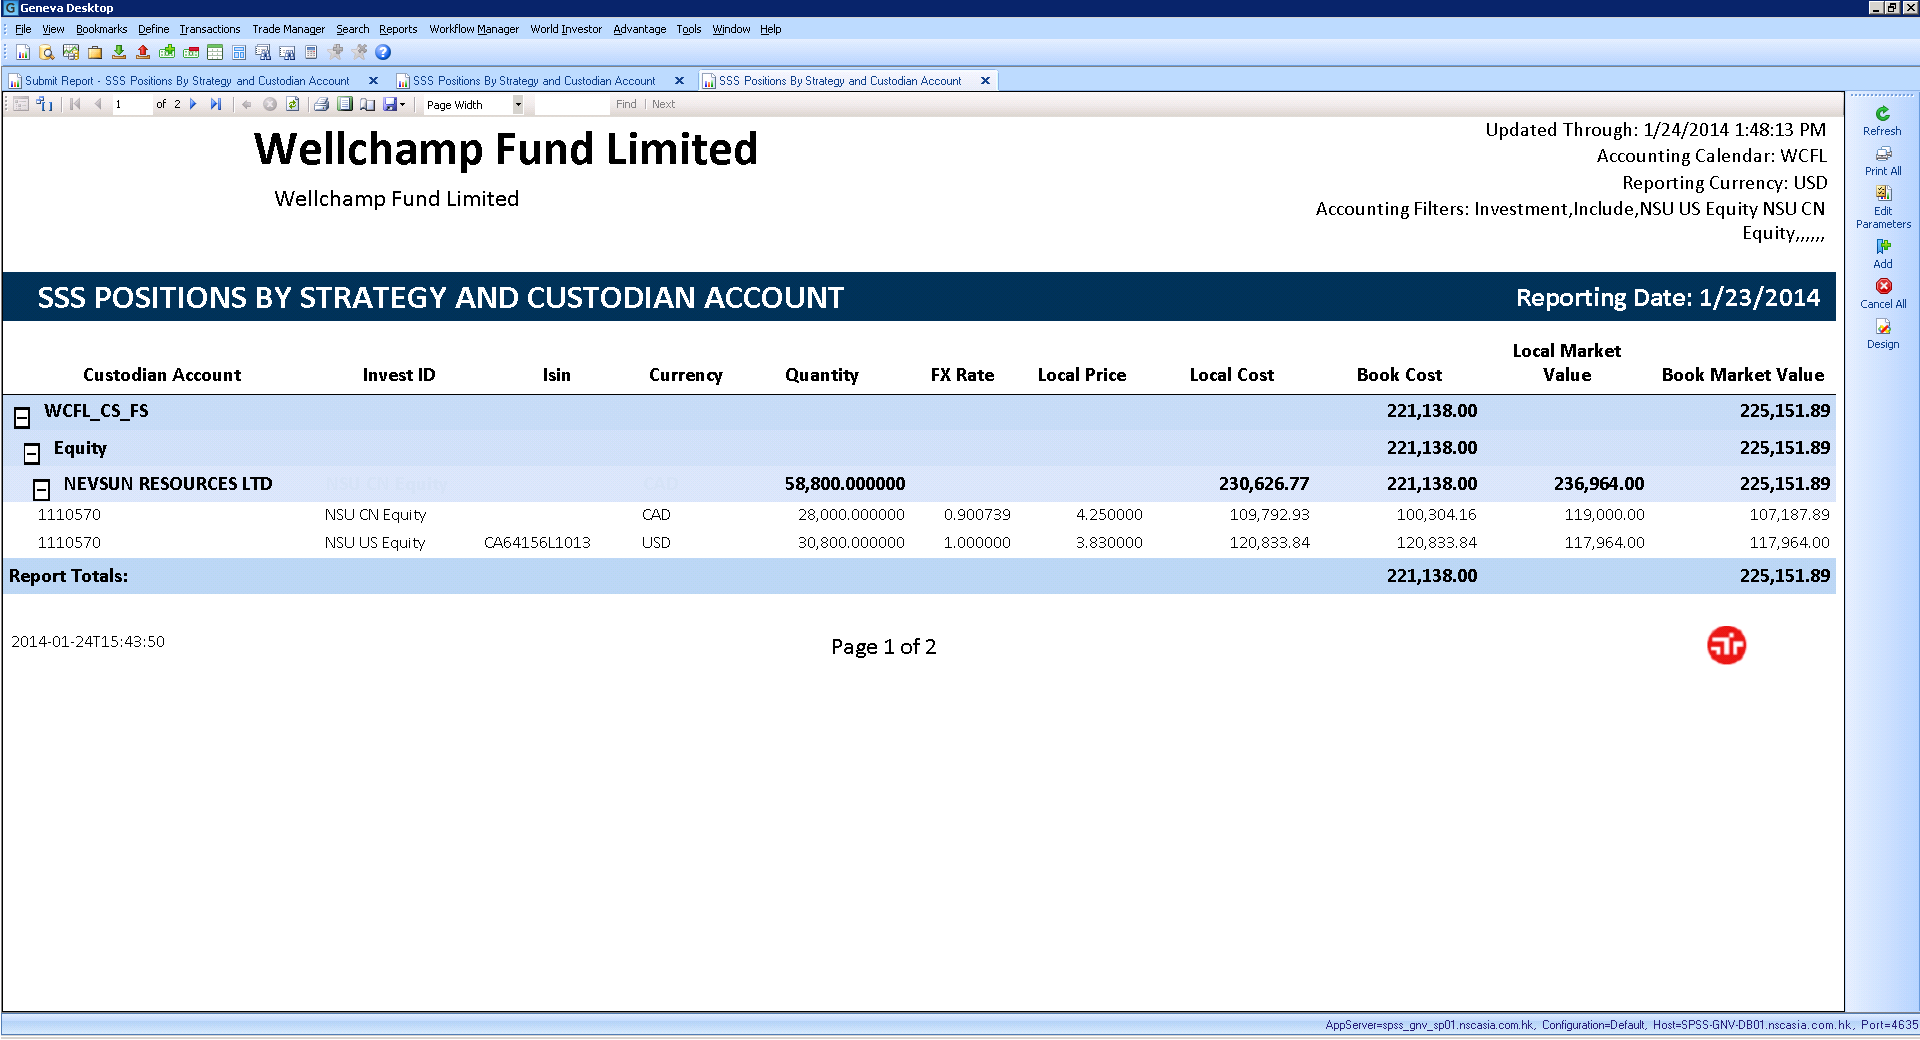 Geneva Desktop
File View Bookmarks Define Transactions Trade Manager Search Reports Workflow Manager World Investor Advantage Tools Window Help
Submit Report - SSS Positions By Strategy and Custodian Account SSS Positions By Strategy and Custodian Account SSS Positions By Strategy and Custodian Account
1 of 2 Page Width Find | Next
Refresh
Print All
Edit
Parameters
Add
Cancel All
Design
Wellchamp Fund Limited
Wellchamp Fund Limited
Updated Through: 1/24/2014 1:48:13 PM
Accounting Calendar: WCFL
Reporting Currency: USD
Accounting Filters: Investment,Include,NSU US Equity NSU CN
Equity,,,,,,
SSS POSITIONS BY STRATEGY AND CUSTODIAN ACCOUNT Reporting Date: 1/23/2014
Custodian Account Invest ID Isin Currency Quantity FX Rate Local Price Local Cost Book Cost Local Market Value Book Market Value
WCFL_CS_FS 221,138.00 225,151.89
Equity 221,138.00 225,151.89
NEVSUN RESOURCES LTD NSU CN Equity CAD 58,800.000000 230,626.77 221,138.00 236,964.00 225,151.89
1110570 NSU CN Equity CAD 28,000.000000 0.900739 4.250000 109,792.93 100,304.16 119,000.00 107,187.89
1110570 NSU US Equity CA64156L1013 USD 30,800.000000 1.000000 3.830000 120,833.84 120,833.84 117,964.00 117,964.00
Report Totals: 221,138.00 225,151.89
2014-01-24T15:43:50 Page 1 of 2
AppServer=spss_gnv_sp01.nscasia.com.hk, Configuration=Default, Host=SPSS-GNV-DB01.nscasia.com.hk, Port=4635